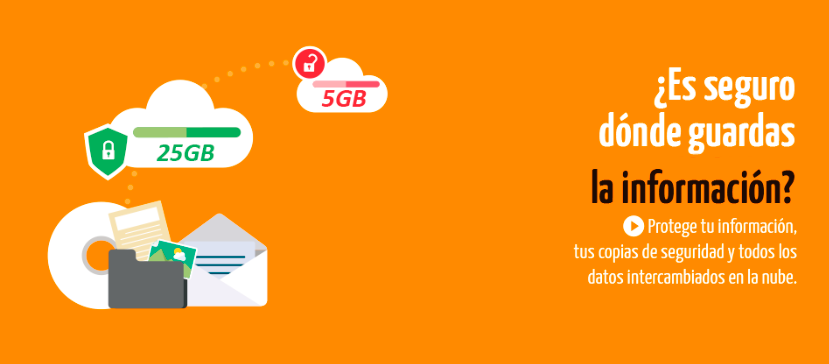 5GB
25GB
¿Es seguro
dónde guardas
la información?
Protege tu información,
tus copias de seguridad y todos los
datos intercambiados en la nube.